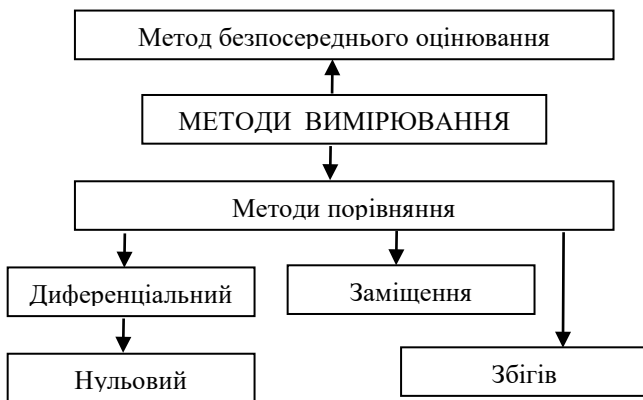 Метод безпосереднього оцінювання
МЕТОДИ ВИМІРЮВАННЯ
Методи порівняння
Диференціальний
Заміщення
Нульовий
Збігів